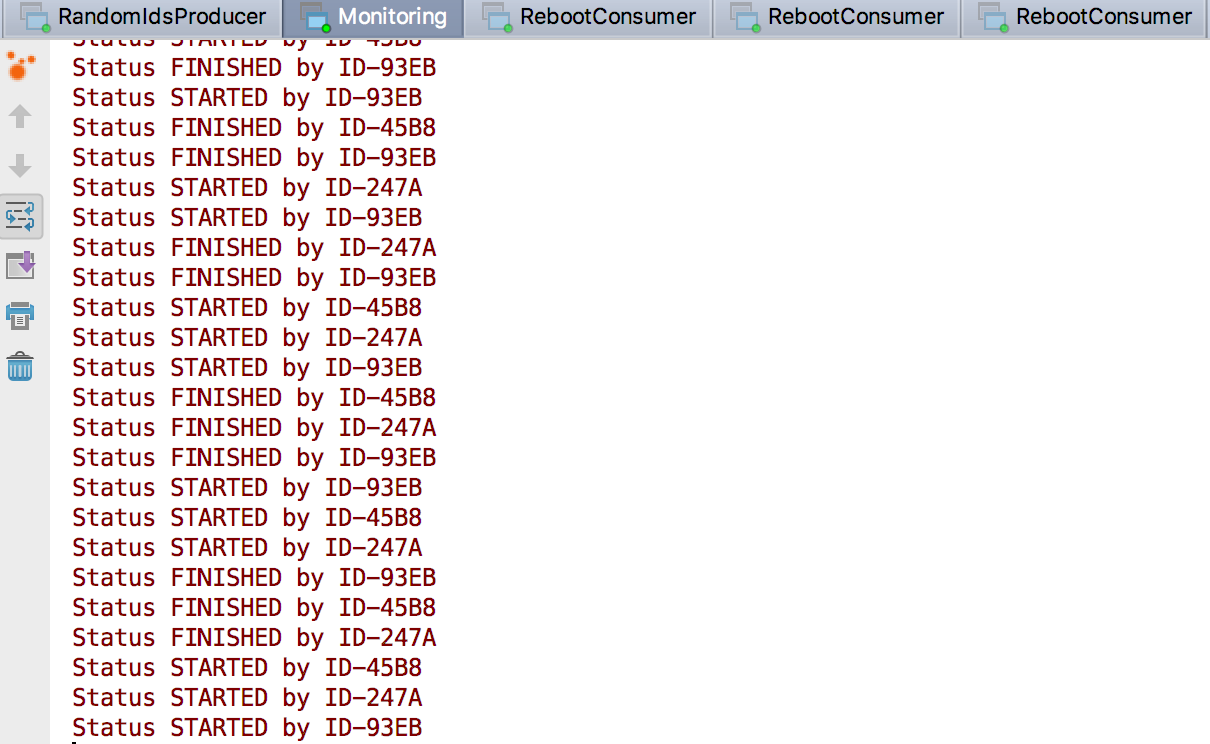 RandomIdsProducer Monitoring RebootConsumer RebootConsumer RebootConsumer
Status STARTED by ID-45B8
Status FINISHED by ID-93EB
Status STARTED by ID-93EB
Status FINISHED by ID-45B8
Status FINISHED by ID-93EB
Status STARTED by ID-247A
Status STARTED by ID-93EB
Status FINISHED by ID-247A
Status FINISHED by ID-93EB
Status STARTED by ID-45B8
Status STARTED by ID-247A
Status STARTED by ID-93EB
Status FINISHED by ID-45B8
Status FINISHED by ID-247A
Status FINISHED by ID-93EB
Status STARTED by ID-93EB
Status STARTED by ID-45B8
Status STARTED by ID-247A
Status FINISHED by ID-93EB
Status FINISHED by ID-45B8
Status FINISHED by ID-247A
Status STARTED by ID-45B8
Status STARTED by ID-247A
Status STARTED by ID-93EB